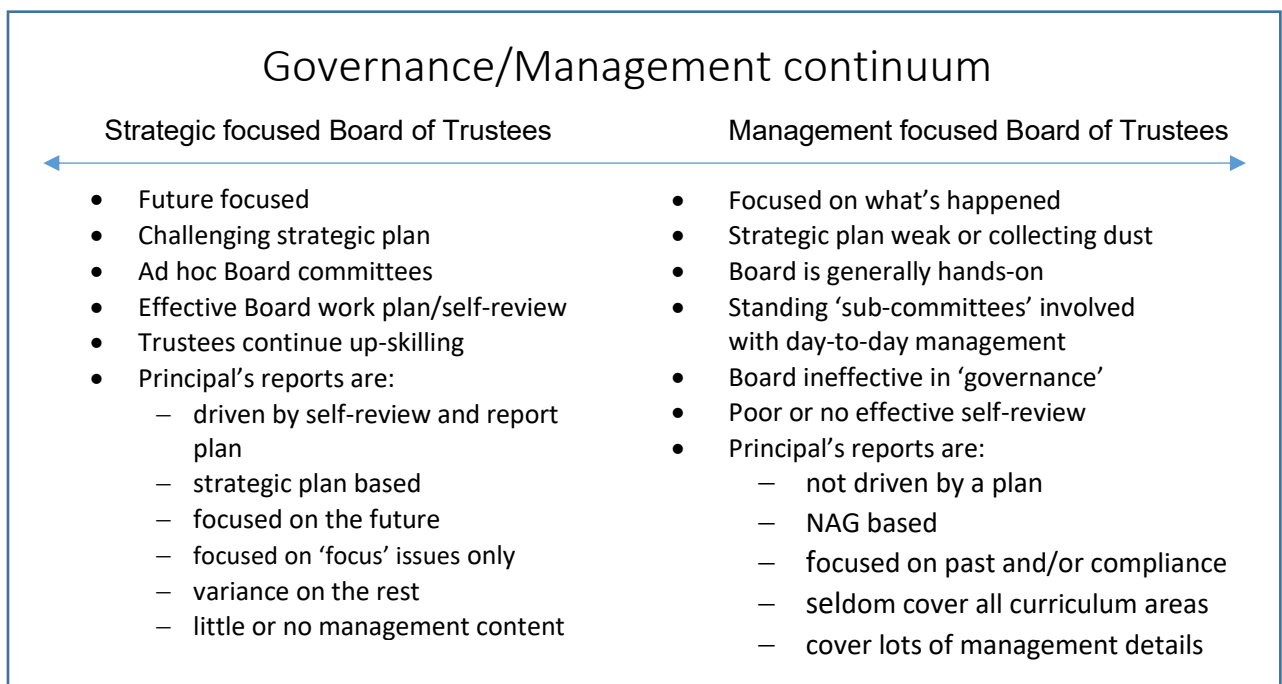 Governance/Management continuum
Strategic focused Board of Trustees
Management focused Board of Trustees
• Future focused
• Challenging strategic plan
• Ad hoc Board committees
• Effective Board work plan/self-review
• Trustees continue up-skilling
• Principal’s reports are:
– driven by self-review and report
plan
– strategic plan based
– focused on the future
– focused on ‘focus’ issues only
– variance on the rest
– little or no management content
• Focused on what’s happened
• Strategic plan weak or collecting dust
• Board is generally hands-on
• Standing ‘sub-committees’ involved
with day-to-day management
• Board ineffective in ‘governance’
• Poor or no effective self-review
• Principal’s reports are:
– not driven by a plan
– NAG based
– focused on past and/or compliance
– seldom cover all curriculum areas
– cover lots of management details